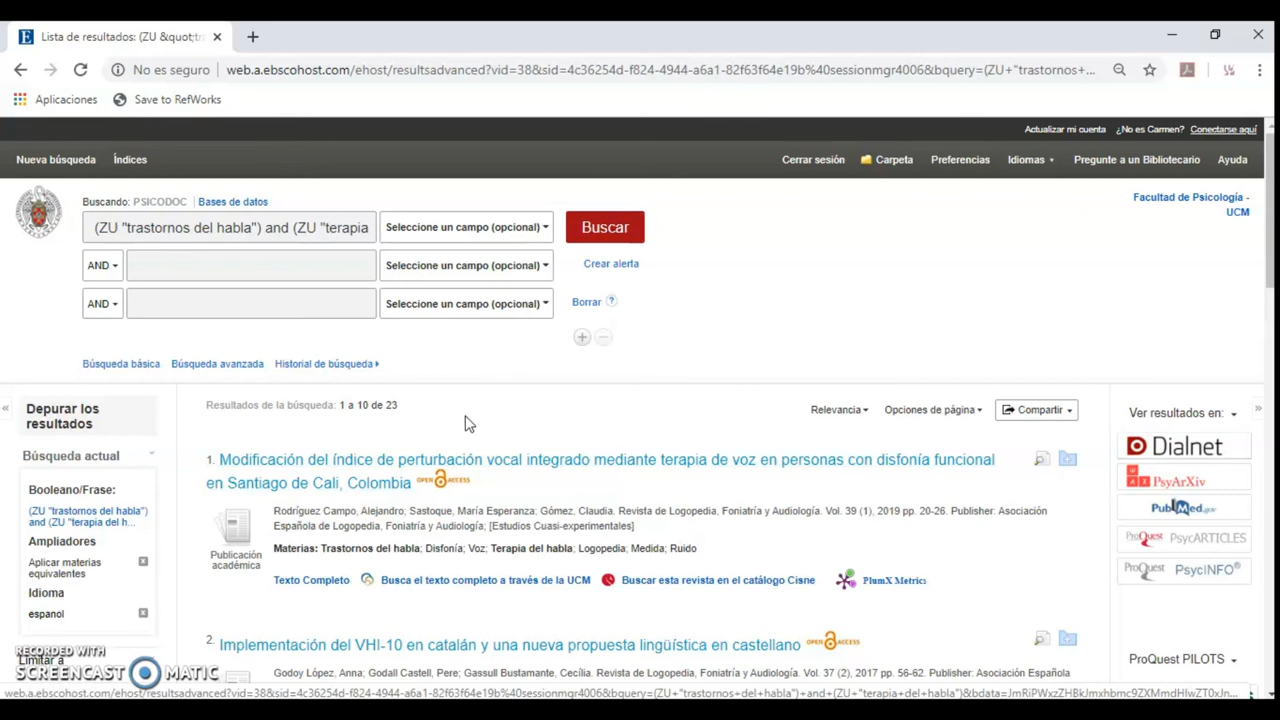 Lista de resultados: (ZU &quot;tr
No es seguro
web.a.ebscohost.com/ehost/resultsadvanced?vid=38&sid=4c36254d-f824-4944-a6a1-82f63f64e19b%40sessionmgr4006&bquery=(ZU+"trastornos+...
Aplicaciones
Save to RefWorks
Actualizar mi cuenta ¿No es Carmen? Conectarse aquí
Nueva búsqueda Índices
Cerrar sesión Carpeta Preferencias Idiomas Pregunte a un Bibliotecario Ayuda
Buscando: PSICODOC Bases de datos
Facultad de Psicología -
UCM
(ZU "trastornos del habla") and (ZU "terapia
Seleccione un campo (opcional)
Buscar
AND
Seleccione un campo (opcional)
Crear alerta
AND
Seleccione un campo (opcional)
Borrar ?
Búsqueda básica Búsqueda avanzada Historial de búsqueda
Depurar los
resultados
Búsqueda actual
Booleano/Frase:
(ZU "trastornos del habla")
and (ZU "terapia del h...
Ampliadores
Aplicar materias
equivalentes
Idioma
espanol
Limitar a
Resultados de la búsqueda: 1 a 10 de 23
Relevancia Opciones de página Compartir
1. Modificación del índice de perturbación vocal integrado mediante terapia de voz en personas con disfonía funcional
en Santiago de Cali, Colombia OPEN ACCESS
Rodríguez Campo, Alejandro; Sastoque, María Esperanza; Gómez, Claudia. Revista de Logopedia, Foniatría y Audiología. Vol. 39 (1), 2019 pp. 20-26. Publisher: Asociación
Española de Logopedia, Foniatría y Audiología; [Estudios Cuasi-experimentales]
Publicación
académica
Materias: Trastornos del habla; Disfonía; Voz; Terapia del habla; Logopedia; Medida; Ruido
Texto Completo Busca el texto completo a través de la UCM Buscar esta revista en el catálogo Cisne PlumX Metrics
2. Implementación del VHI-10 en catalán y una nueva propuesta lingüística en castellano OPEN ACCESS
Godoy López, Anna; Godall Castell, Pere; Gassull Bustamante, Cecília. Revista de Logopedia, Foniatría y Audiología. Vol. 37 (2), 2017 pp. 56-62. Publisher: Asociación Española
Ver resultados en:
Dialnet
PsyArXiv
PubMed.gov
ProQuest PsycARTICLES
ProQuest PsycINFO®
ProQuest PILOTS
RECORDED WITH
SCREENCAST MATIC